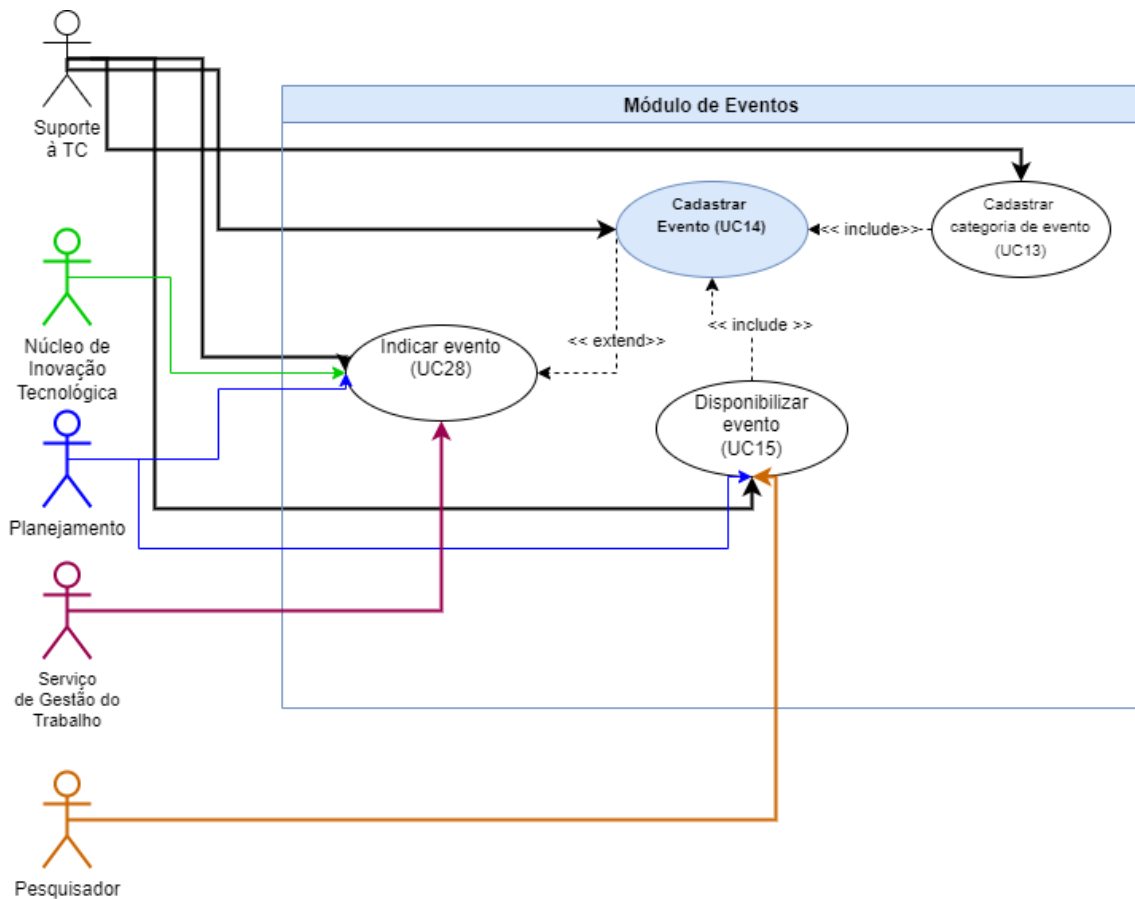 Suporte
à TC
Módulo de Eventos
Cadastrar
Evento (UC14)
<< include>>
Cadastrar
categoria de evento
(UC13)
Núcleo de
Inovação
Tecnológica
<< include >>
<< extend>>
Indicar evento
(UC28)
Disponibilizar
evento
(UC15)
Planejamento
Serviço
de Gestão do
Trabalho
Pesquisador